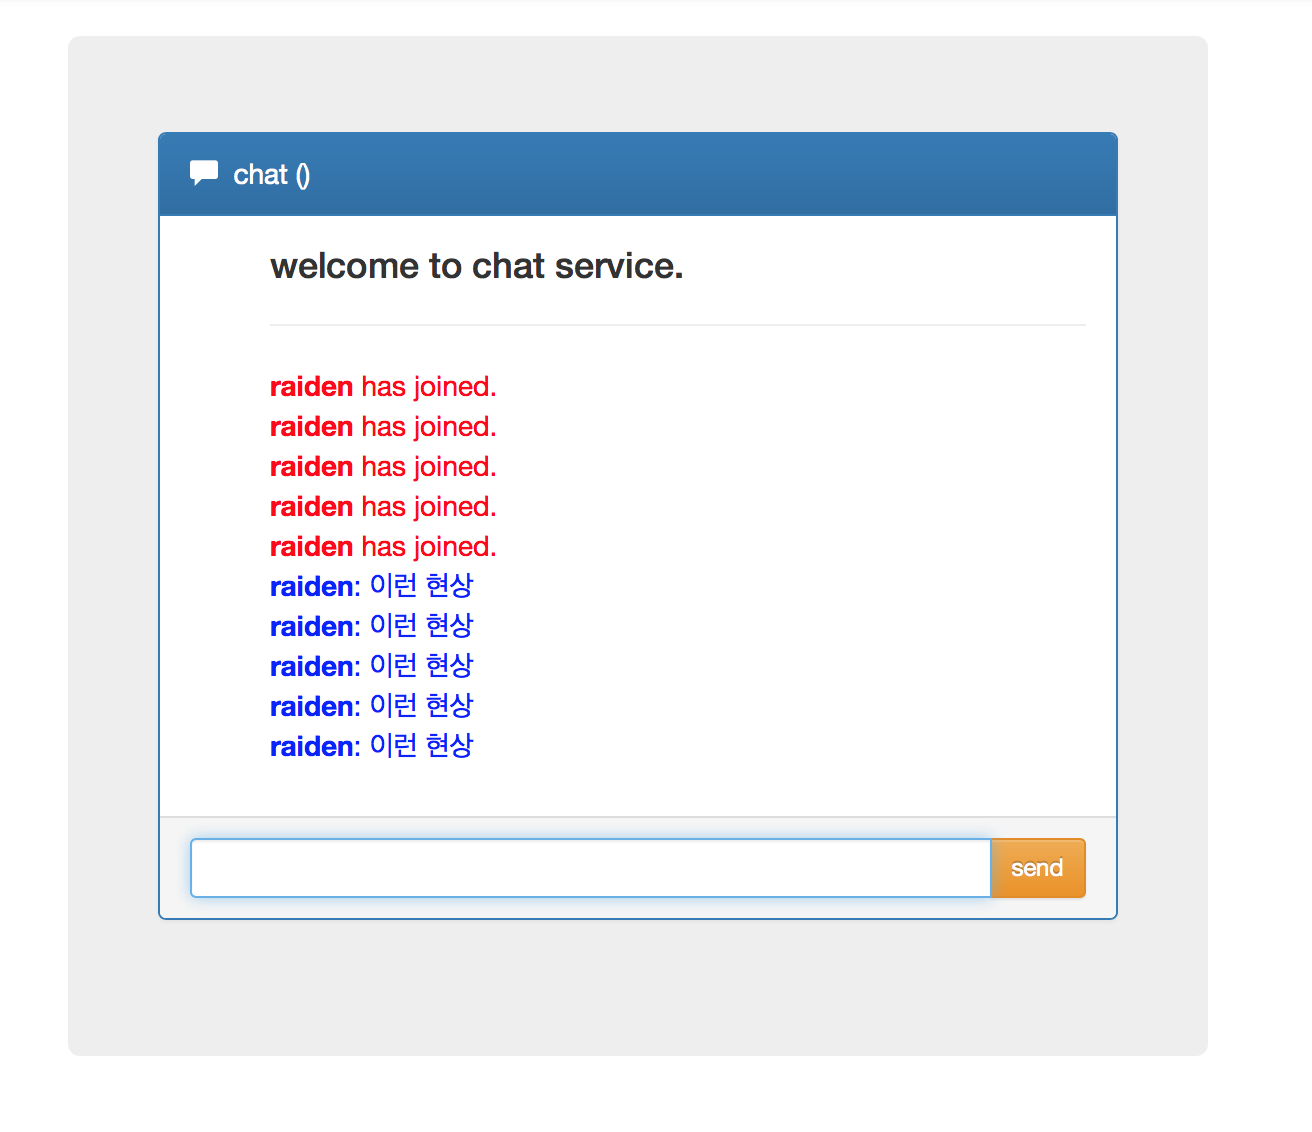 chat ()
welcome to chat service.
raiden has joined.
raiden has joined.
raiden has joined.
raiden has joined.
raiden has joined.
raiden: 이런 현상
raiden: 이런 현상
raiden: 이런 현상
raiden: 이런 현상
raiden: 이런 현상
send